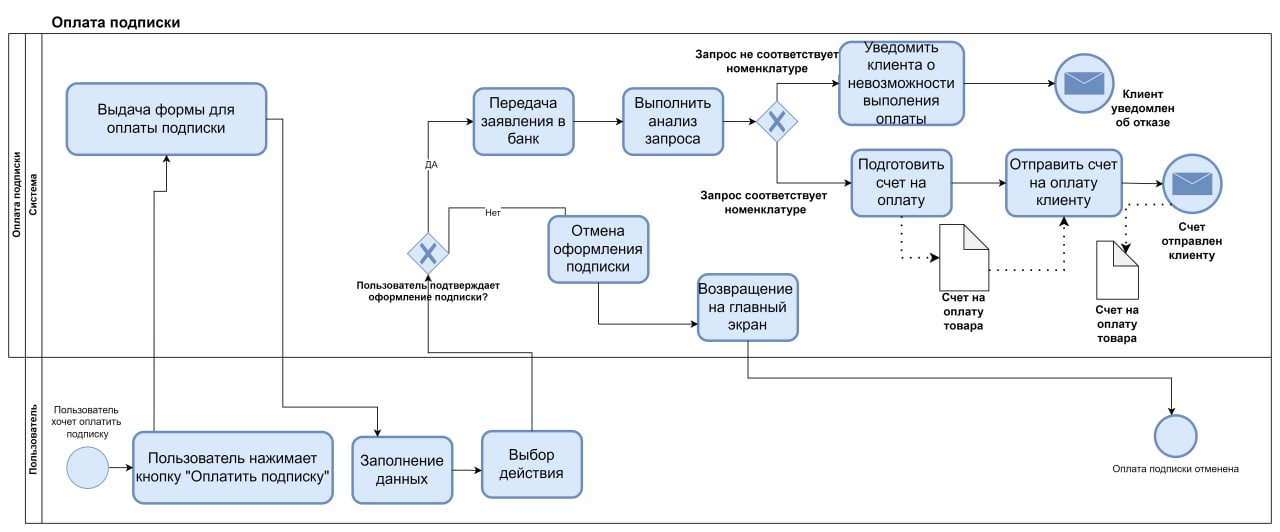 Оплата подписки
Оплата подписки
Система
Выдача формы для
оплаты подписки
ДА
Передача
заявления в
банк
Выполнить
анализ
запроса
Запрос не соответствует
номенклатуре
Уведомить
клиента о
невозможности
выполения
оплаты
Клиент
уведомлен
об отказе
Запрос соответствует
номенклатуре
Подготовить
счет на
оплату
Отправить счет
на оплату
клиенту
Счет
отправлен
клиенту
Счет на
оплату
товара
Счет на
оплату
товара
Нет
Пользователь подтверждает
оформление подписки?
Отмена
оформления
подписки
Возвращение
на главный
экран
Пользователь
Пользователь
хочет оплатить
подписку
Пользователь нажимает
кнопку "Оплатить подписку"
Заполнение
данных
Выбор
действия
Оплата подписки отменена